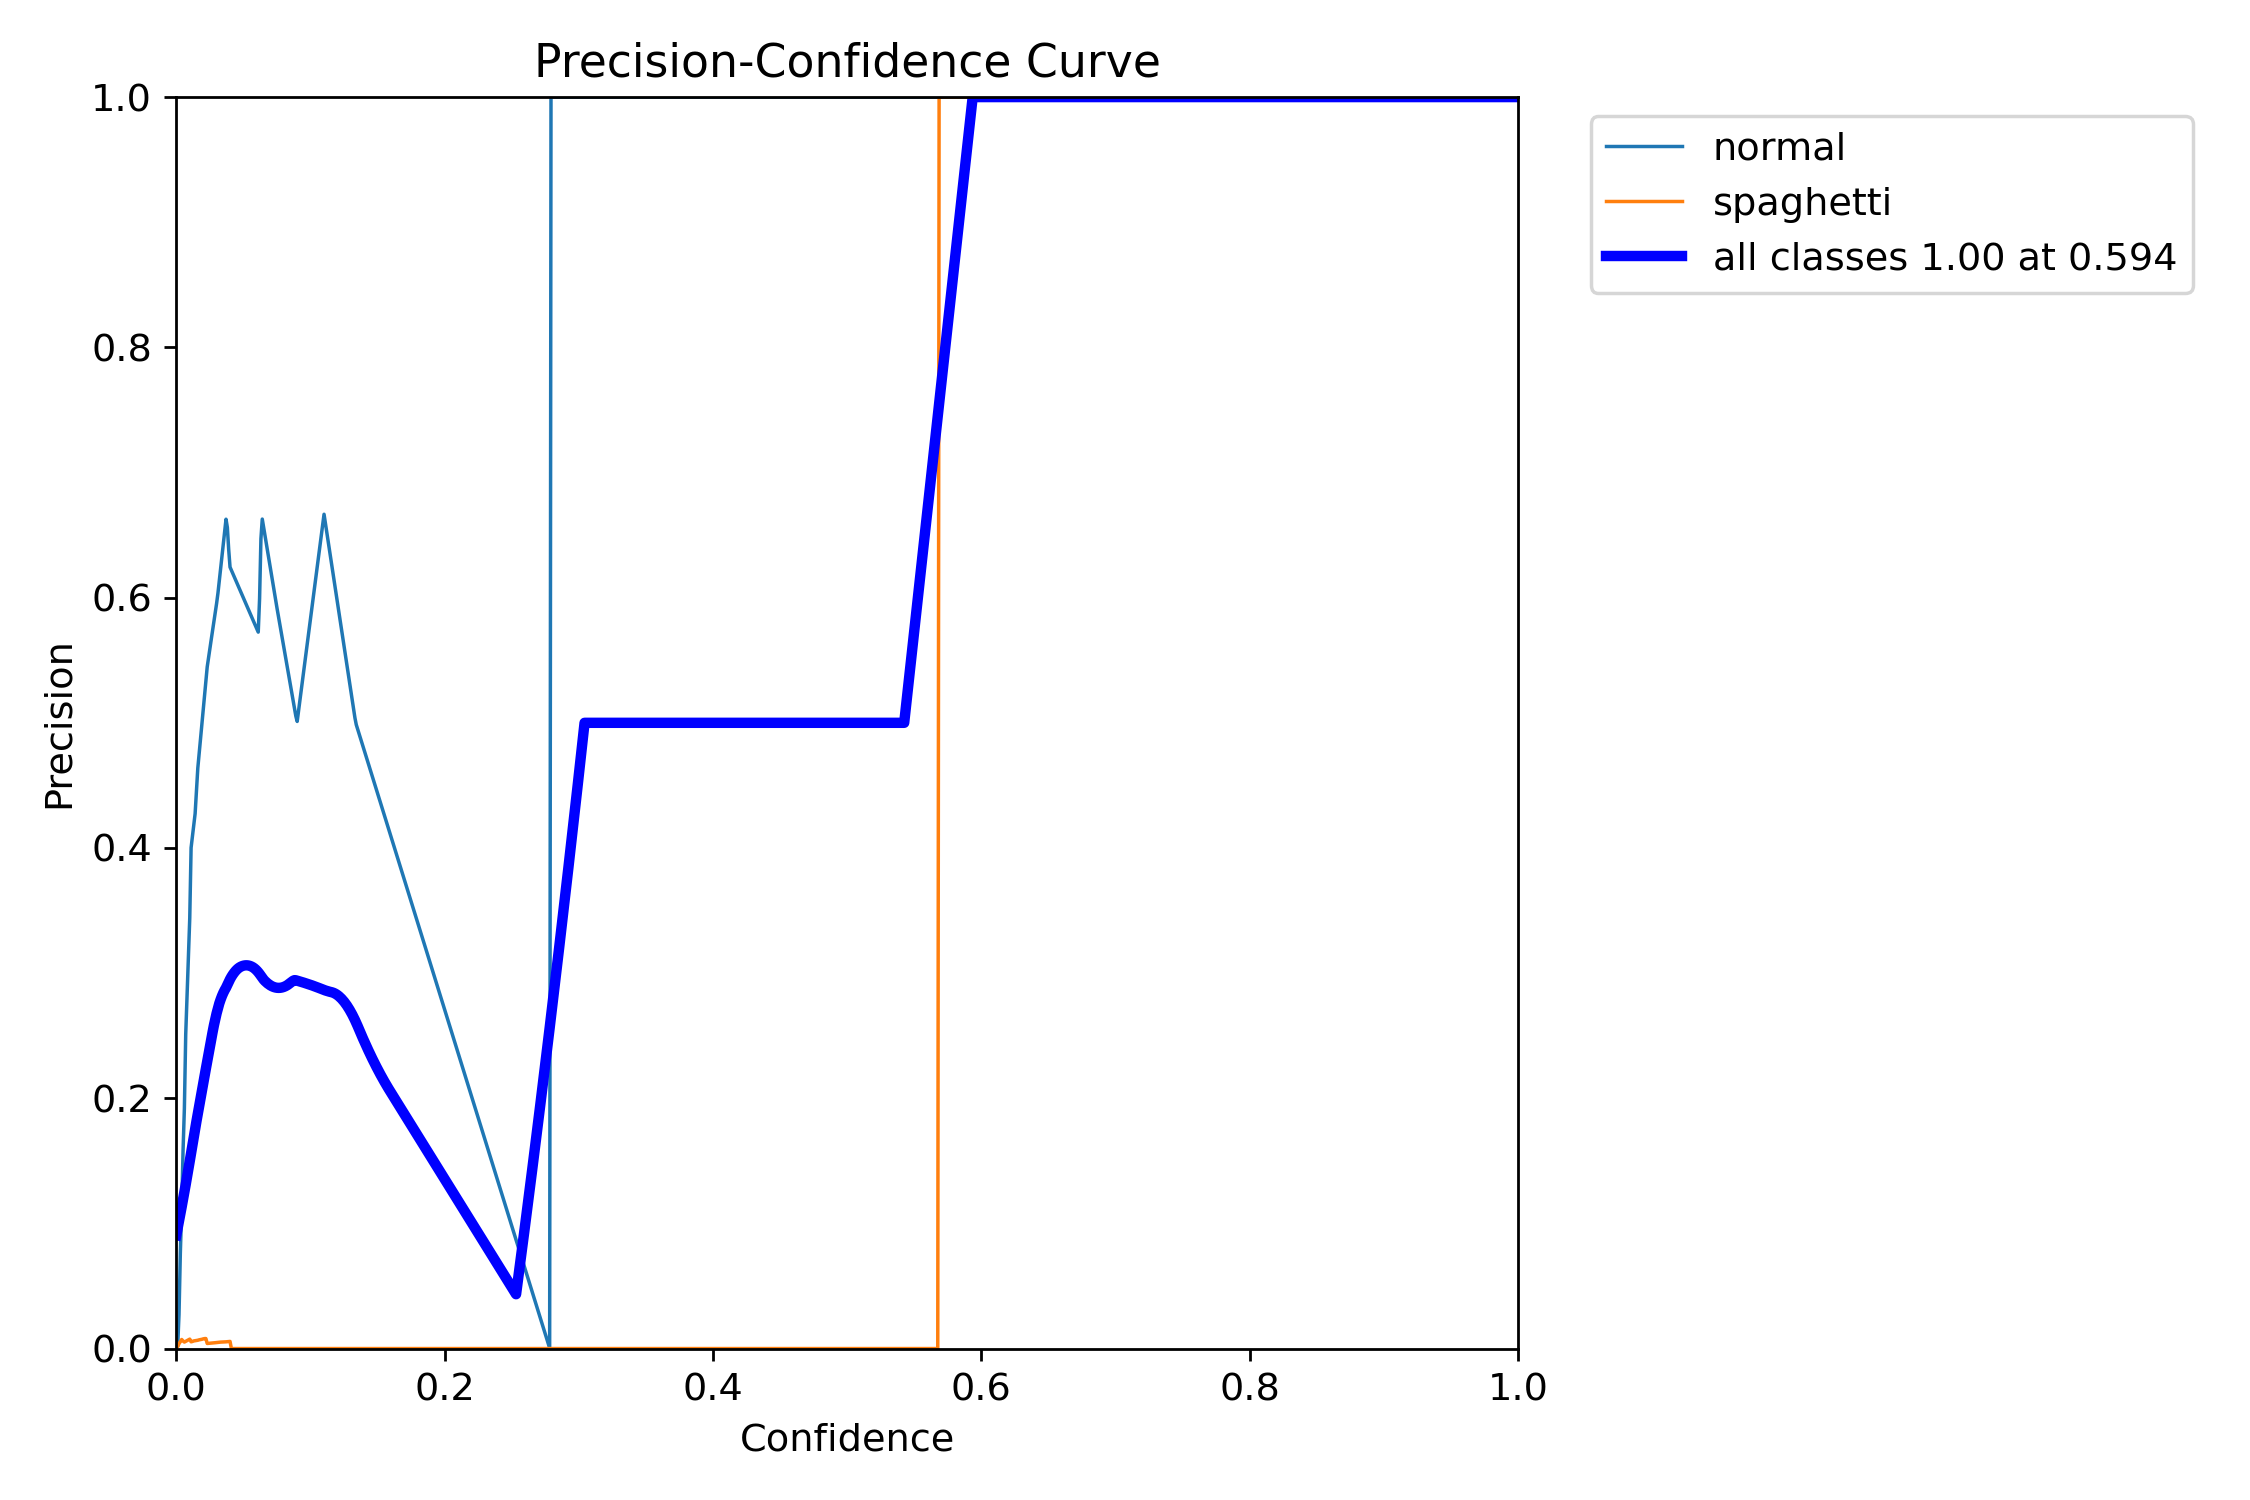 Precision-Confidence Curve
1.0
0.8
0.6
0.4
0.2
0.0
Precision
0.0 0.2 0.4 0.6 0.8 1.0
Confidence
normal
spaghetti
all classes 1.00 at 0.594